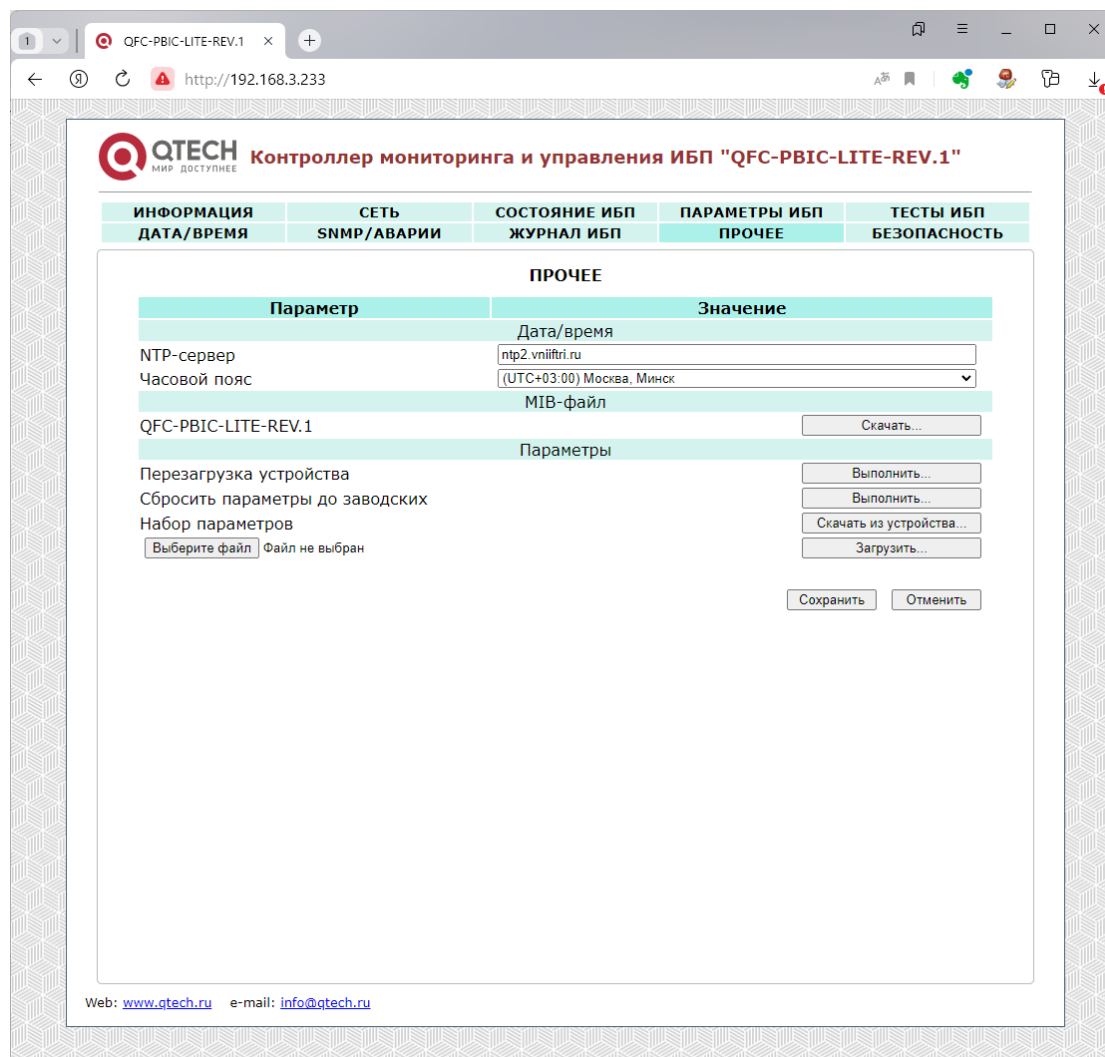 1
QFC-PBIC-LITE-REV.1
http://192.168.3.233
QTECH
МИР ДОСТУПНЕЕ
Контроллер мониторинга и управления ИБП "QFC-PBIC-LITE-REV.1"
ИНФОРМАЦИЯ СЕТЬ СОСТОЯНИЕ ИБП ПАРАМЕТРЫ ИБП ТЕСТЫ ИБП
ДАТА/ВРЕМЯ SNMP/АВАРИИ ЖУРНАЛ ИБП ПРОЧЕЕ БЕЗОПАСНОСТЬ
ПРОЧЕЕ
Параметр Значение
Дата/время
NTP-сервер ntp2.vniiftri.ru
Часовой пояс (UTC+03:00) Москва, Минск
MIB-файл
QFC-PBIC-LITE-REV.1 Скачать...
Параметры
Перезагрузка устройства Выполнить...
Сбросить параметры до заводских Выполнить...
Набор параметров Скачать из устройства...
Выберите файл Файл не выбран Загрузить...
Сохранить Отменить
Web: www.qtech.ru e-mail: info@qtech.ru